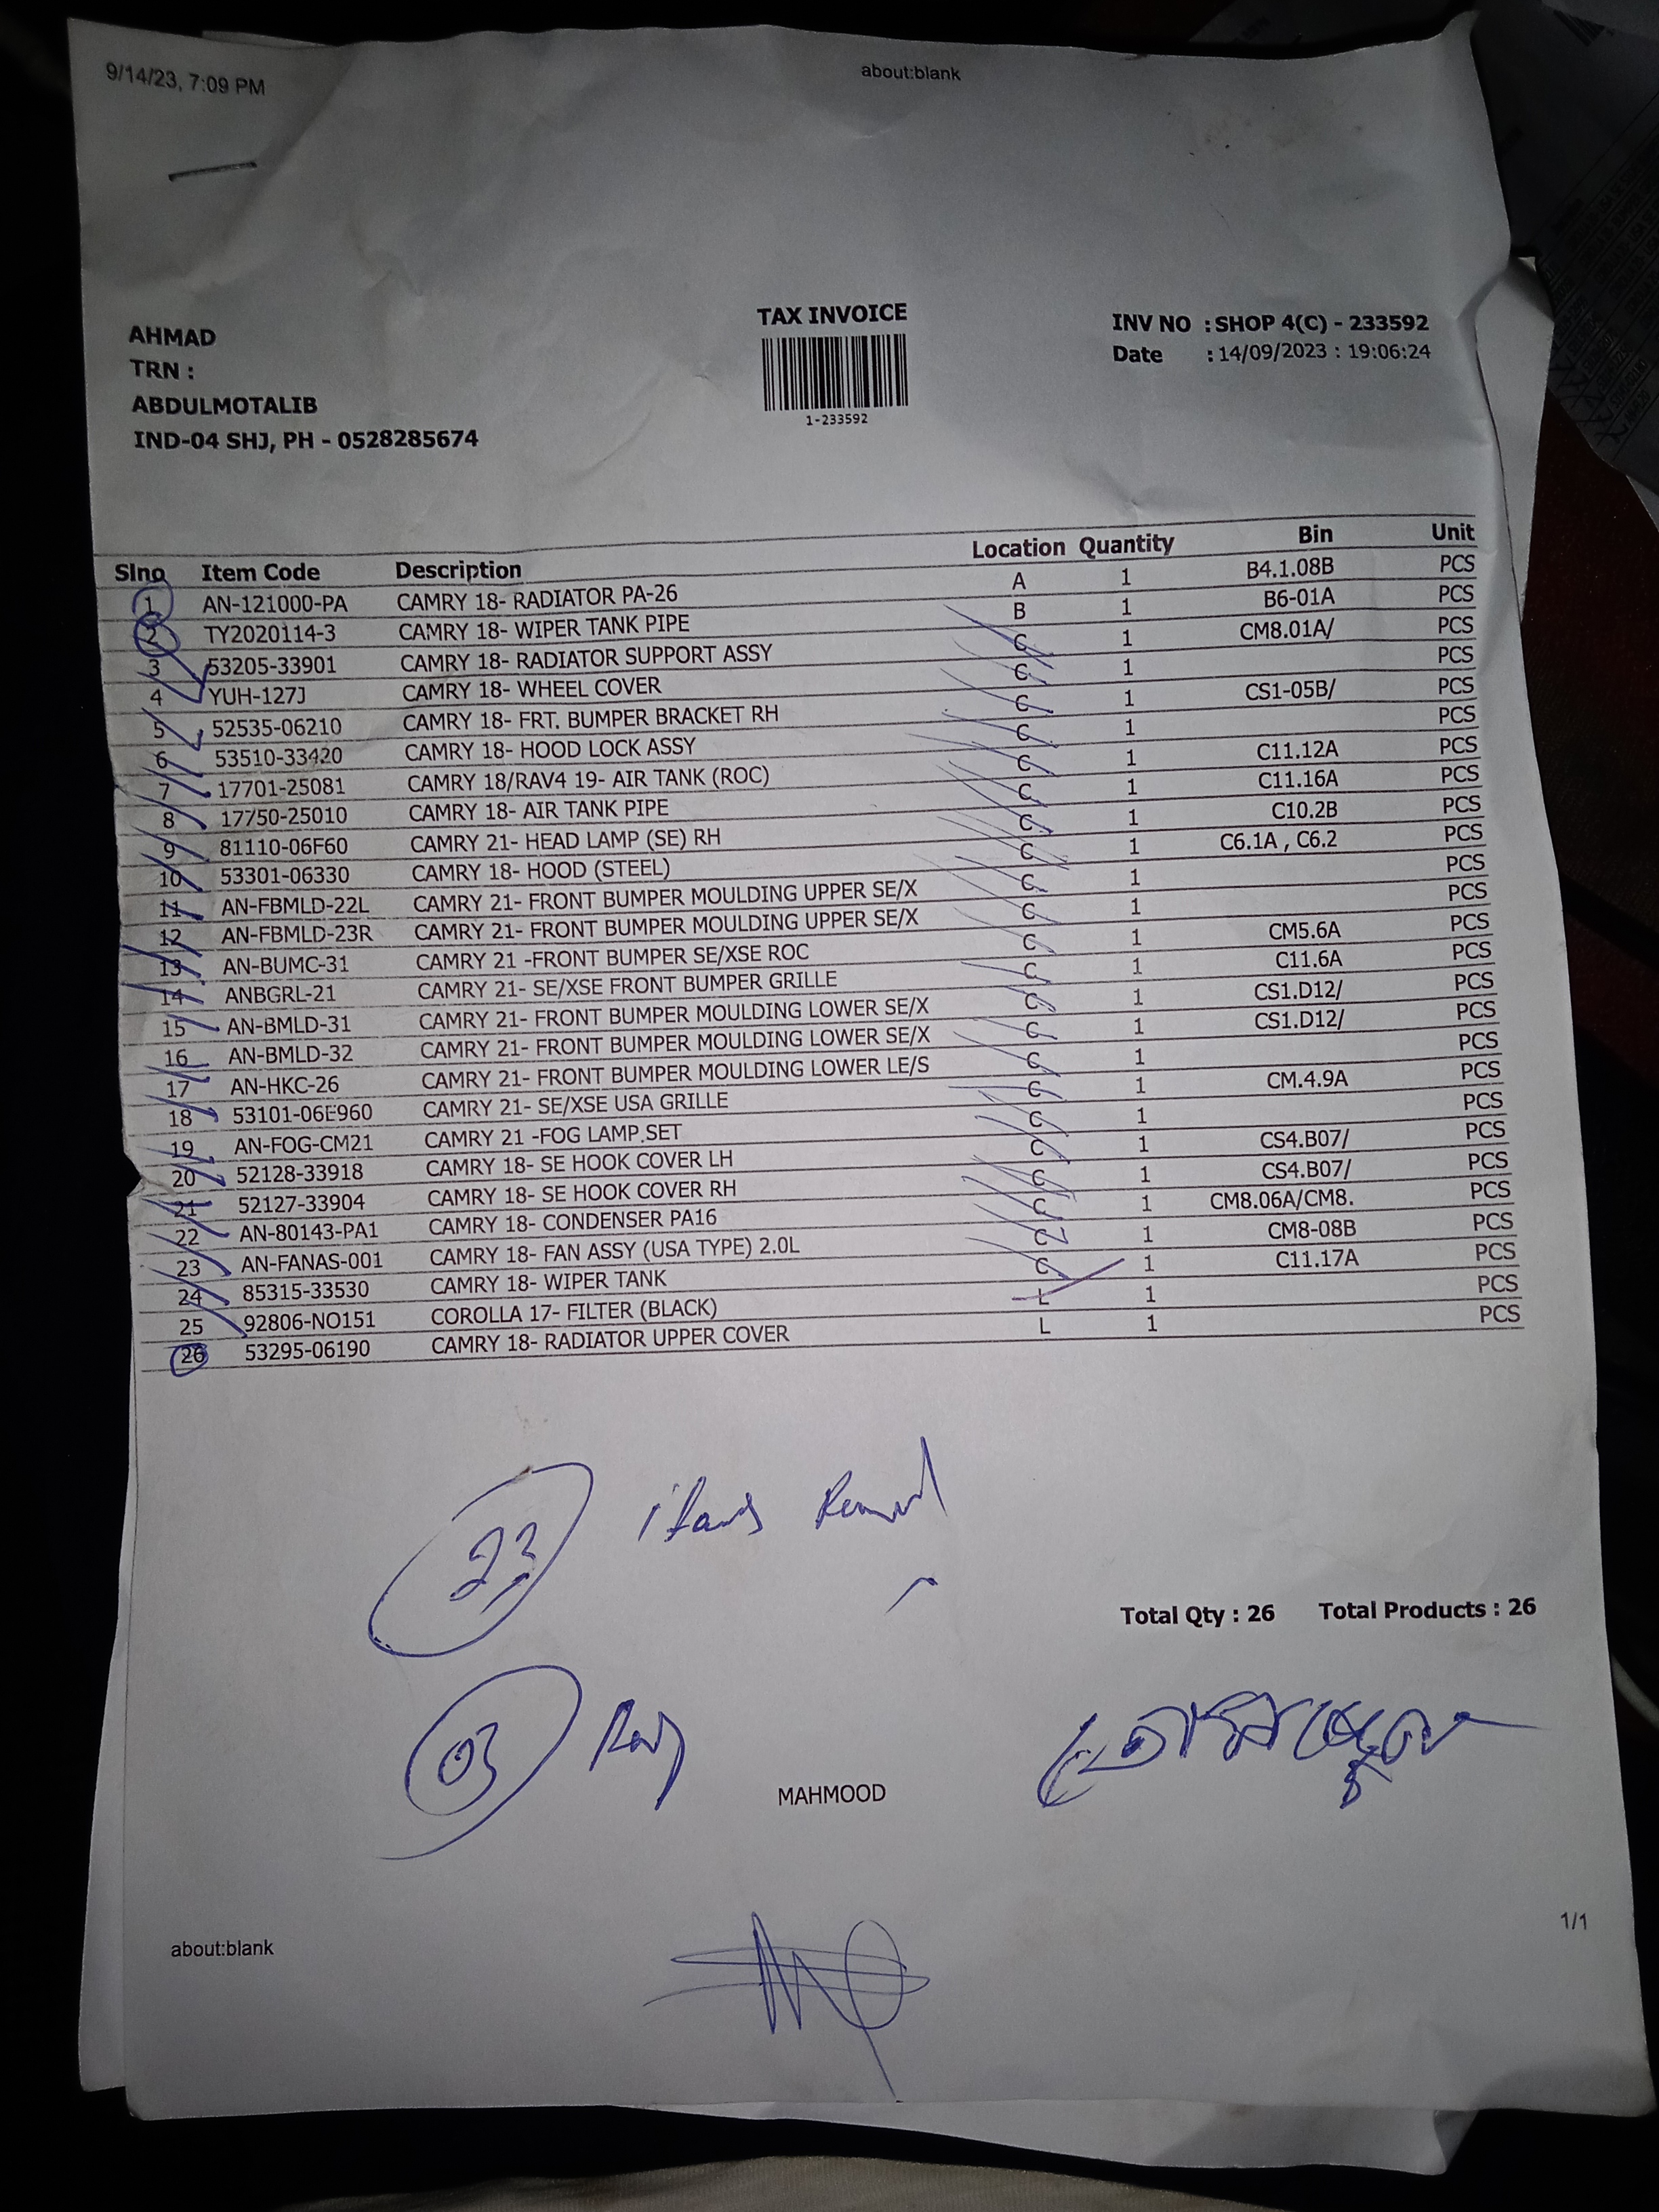 9/14/23, 7:09 PM about:blank
AHMAD
TRN :
ABDULMOTALIB
IND-04 SHJ, PH - 0528285674
TAX INVOICE
1-233592
INV NO : SHOP 4(C) - 233592
Date : 14/09/2023 : 19:06:24
Slno Item Code Description Location Quantity Bin Unit
1 AN-121000-PA CAMRY 18- RADIATOR PA-26 A 1 B4.1.08B PCS
2 TY2020114-3 CAMRY 18- WIPER TANK PIPE B 1 B6-01A PCS
3 53205-33901 CAMRY 18- RADIATOR SUPPORT ASSY C 1 CM8.01A/ PCS
4 YUH-127J CAMRY 18- WHEEL COVER C 1 PCS
5 52535-06210 CAMRY 18- FRT. BUMPER BRACKET RH C 1 CS1-05B/ PCS
6 53510-33420 CAMRY 18- HOOD LOCK ASSY C 1 PCS
7 17701-25081 CAMRY 18/RAV4 19- AIR TANK (ROC) C 1 C11.12A PCS
8 17750-25010 CAMRY 18- AIR TANK PIPE C 1 C11.16A PCS
9 81110-06F60 CAMRY 21- HEAD LAMP (SE) RH C 1 C10.2B PCS
10 53301-06330 CAMRY 18- HOOD (STEEL) C 1 C6.1A , C6.2 PCS
11 AN-FBMLD-22L CAMRY 21- FRONT BUMPER MOULDING UPPER SE/X C 1 PCS
12 AN-FBMLD-23R CAMRY 21- FRONT BUMPER MOULDING UPPER SE/X C 1 PCS
13 AN-BUMC-31 CAMRY 21 -FRONT BUMPER SE/XSE ROC C 1 CM5.6A PCS
14 ANBGRL-21 CAMRY 21- SE/XSE FRONT BUMPER GRILLE C 1 C11.6A PCS
15 AN-BMLD-31 CAMRY 21- FRONT BUMPER MOULDING LOWER SE/X C 1 CS1.D12/ PCS
16 AN-BMLD-32 CAMRY 21- FRONT BUMPER MOULDING LOWER SE/X C 1 CS1.D12/ PCS
17 AN-HKC-26 CAMRY 21- FRONT BUMPER MOULDING LOWER LE/S C 1 PCS
18 53101-06E960 CAMRY 21- SE/XSE USA GRILLE C 1 CM.4.9A PCS
19 AN-FOG-CM21 CAMRY 21 -FOG LAMP.SET C 1 PCS
20 52128-33918 CAMRY 18- SE HOOK COVER LH C 1 CS4.B07/ PCS
21 52127-33904 CAMRY 18- SE HOOK COVER RH C 1 CS4.B07/ PCS
22 AN-80143-PA1 CAMRY 18- CONDENSER PA16 C 1 CM8.06A/CM8. PCS
23 AN-FANAS-001 CAMRY 18- FAN ASSY (USA TYPE) 2.0L C 1 CM8-08B PCS
24 85315-33530 CAMRY 18- WIPER TANK C 1 C11.17A PCS
25 92806-NO151 COROLLA 17- FILTER (BLACK) L 1 PCS
26 53295-06190 CAMRY 18- RADIATOR UPPER COVER L 1 PCS
23
Total Qty : 26 Total Products : 26
03
MAHMOOD
about:blank 1/1